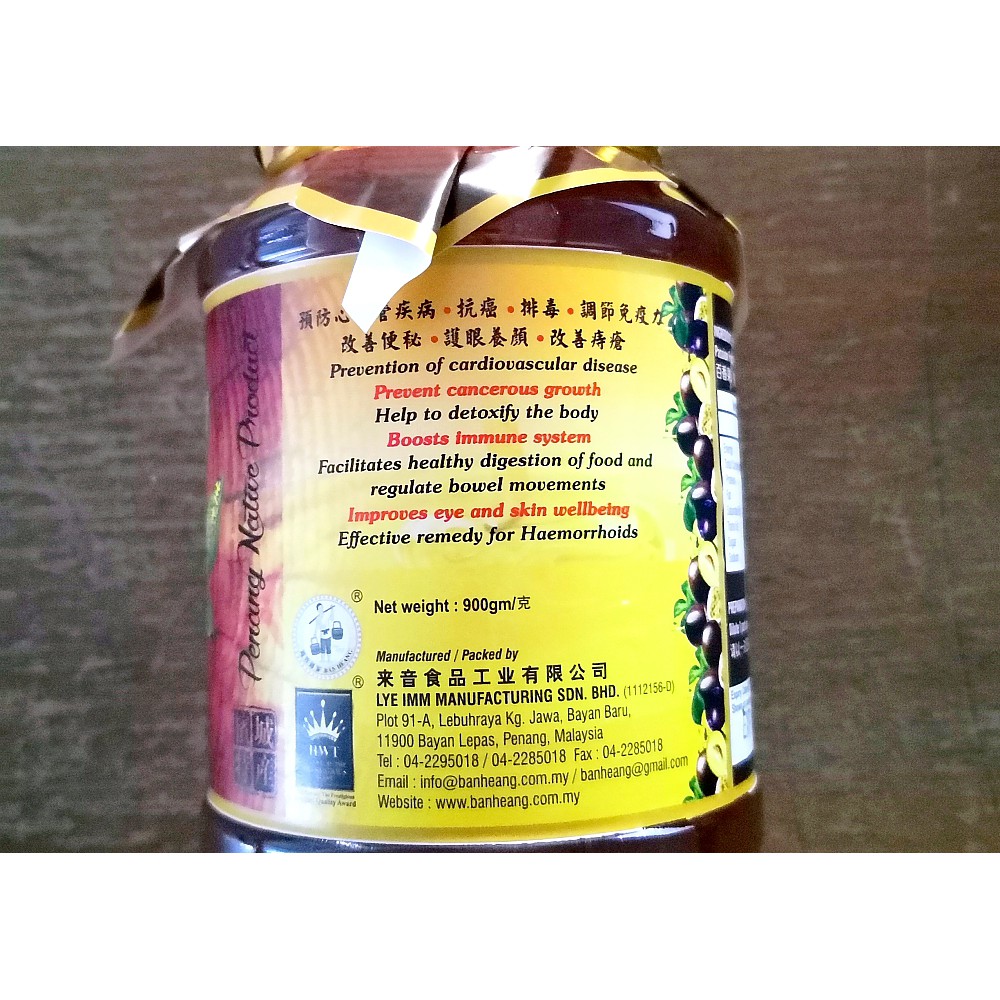 預防心 管疾病・抗癌・排毒・調節免疫力
改善便秘・護眼養顏・改善痔瘡
Prevention of cardiovascular disease
Prevent cancerous growth
Help to detoxify the body
Boosts immune system
Facilitates healthy digestion of food and
regulate bowel movements
Improves eye and skin wellbeing
Effective remedy for Haemorrhoids
Penang Native Product
® Net weight : 900gm/克
BAN HEANG
Manufactured / Packed by
® 来音食品工业有限公司
LYE IMM MANUFACTURING SDN. BHD. (1112156-D)
Plot 91-A, Lebuhraya Kg. Jawa, Bayan Baru,
11900 Bayan Lepas, Penang, Malaysia
Tel : 04-2295018 / 04-2285018 Fax : 04-2285018
Email : info@banheang.com.my / banheang@gmail.com
Website : www.banheang.com.my
HWT
Quality Award